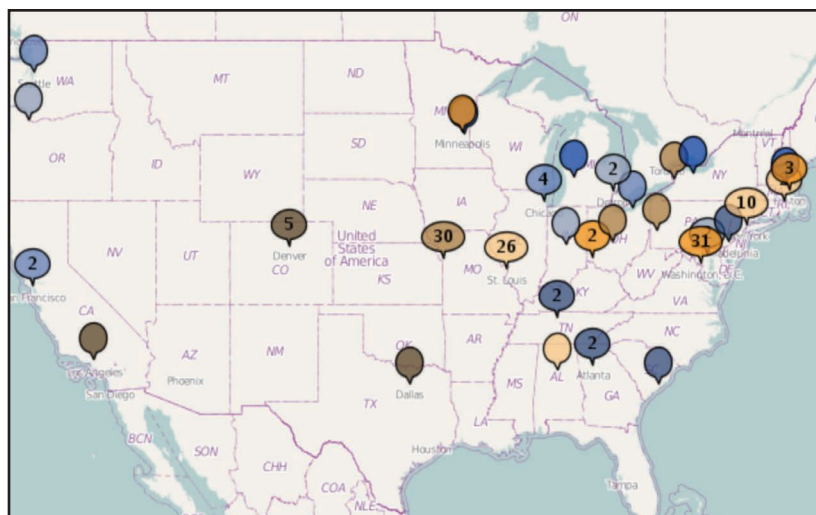 ON
Seattle
WA
MT
ND
MN
Minneapolis
Montréal
VT
3
OR
ID
SD
WI
2
Toronto
NY
WY
4
Detroit
10
IA
Chicago
NE
5
30
26
2
OH
PA
31
NV
UT
Denver
CO
United
States
of America
MO
St. Louis
WV
Washington, D.C.
2
San Francisco
KS
KY
VA
CA
2
TN
NC
Los Angeles
AZ
NM
OK
AR
2
Phoenix
Atlanta
San Diego
Dallas
TX
MS
AL
GA
LA
BCN
SON
Houston
CHH
COA
NLE
Tampa